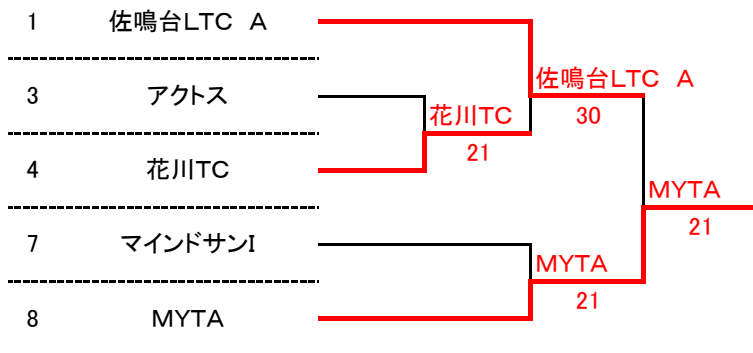 1 佐鳴台LTC A
佐鳴台LTC A
3 アクトス
花川TC
30
21
4 花川TC
MYTA
21
7 マインドサンI
MYTA
21
8 MYTA